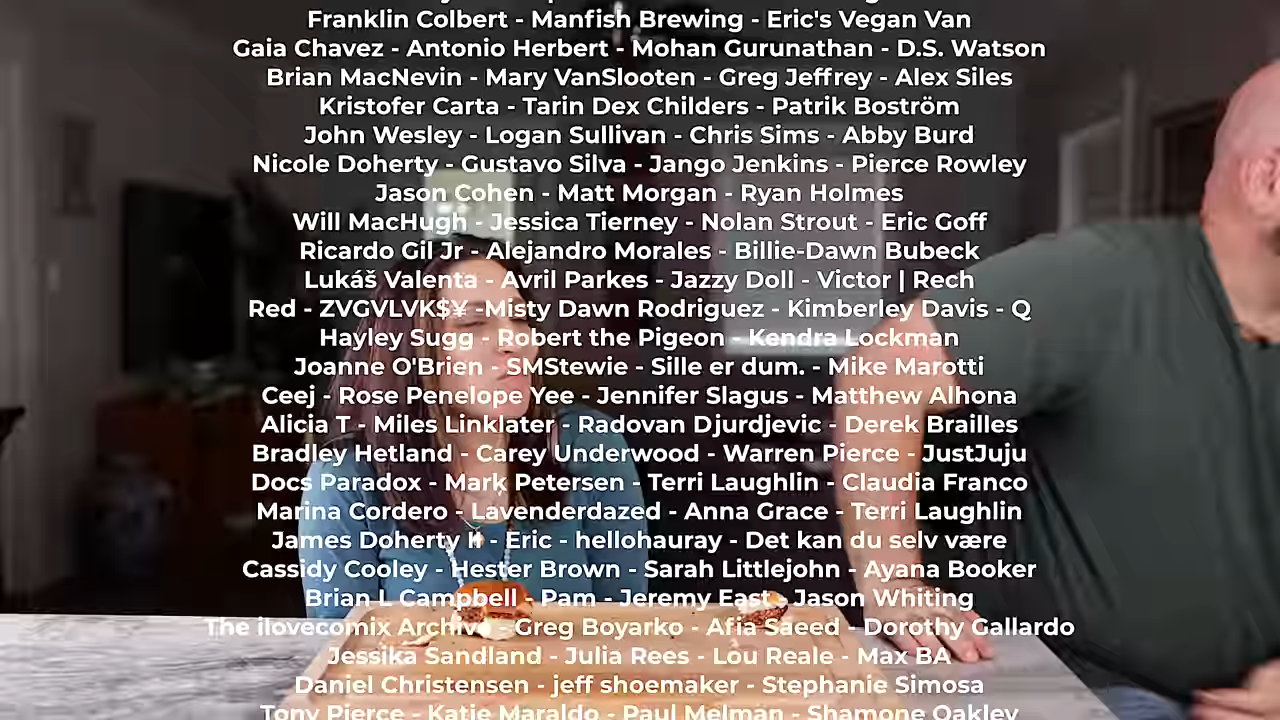 Franklin Colbert - Manfish Brewing - Eric's Vegan Van
Gaia Chavez - Antonio Herbert - Mohan Gurunathan - D.S. Watson
Brian MacNevin - Mary VanSlooten - Greg Jeffrey - Alex Siles
Kristofer Carta - Tarin Dex Childers - Patrik Boström
John Wesley - Logan Sullivan - Chris Sims - Abby Burd
Nicole Doherty - Gustavo Silva - Jango Jenkins - Pierce Rowley
Jason Cohen - Matt Morgan - Ryan Holmes
Will MacHugh - Jessica Tierney - Nolan Strout - Eric Goff
Ricardo Gil Jr - Alejandro Morales - Billie-Dawn Bubeck
Lukáš Valenta - Avril Parkes - Jazzy Doll - Victor | Rech
Red - ZVGVLVK$¥ -Misty Dawn Rodriguez - Kimberley Davis - Q
Hayley Sugg - Robert the Pigeon - Kendra Lockman
Joanne O'Brien - SMStewie - Sille er dum. - Mike Marotti
Ceej - Rose Penelope Yee - Jennifer Slagus - Matthew Alhona
Alicia T - Miles Linklater - Radovan Djurdjevic - Derek Brailles
Bradley Hetland - Carey Underwood - Warren Pierce - JustJuju
Docs Paradox - Mark Petersen - Terri Laughlin - Claudia Franco
Marina Cordero - Lavenderdazed - Anna Grace - Terri Laughlin
James Doherty II - Eric - hellohauray - Det kan du selv være
Cassidy Cooley - Hester Brown - Sarah Littlejohn - Ayana Booker
Brian L Campbell - Pam - Jeremy East - Jason Whiting
The ilovecomix Archive - Greg Boyarko - Afia Saeed - Dorothy Gallardo
Jessika Sandland - Julia Rees - Lou Reale - Max BA
Daniel Christensen - jeff shoemaker - Stephanie Simosa
Tony Pierce - Katie Maraldo - Paul Melman - Shamone Oakley